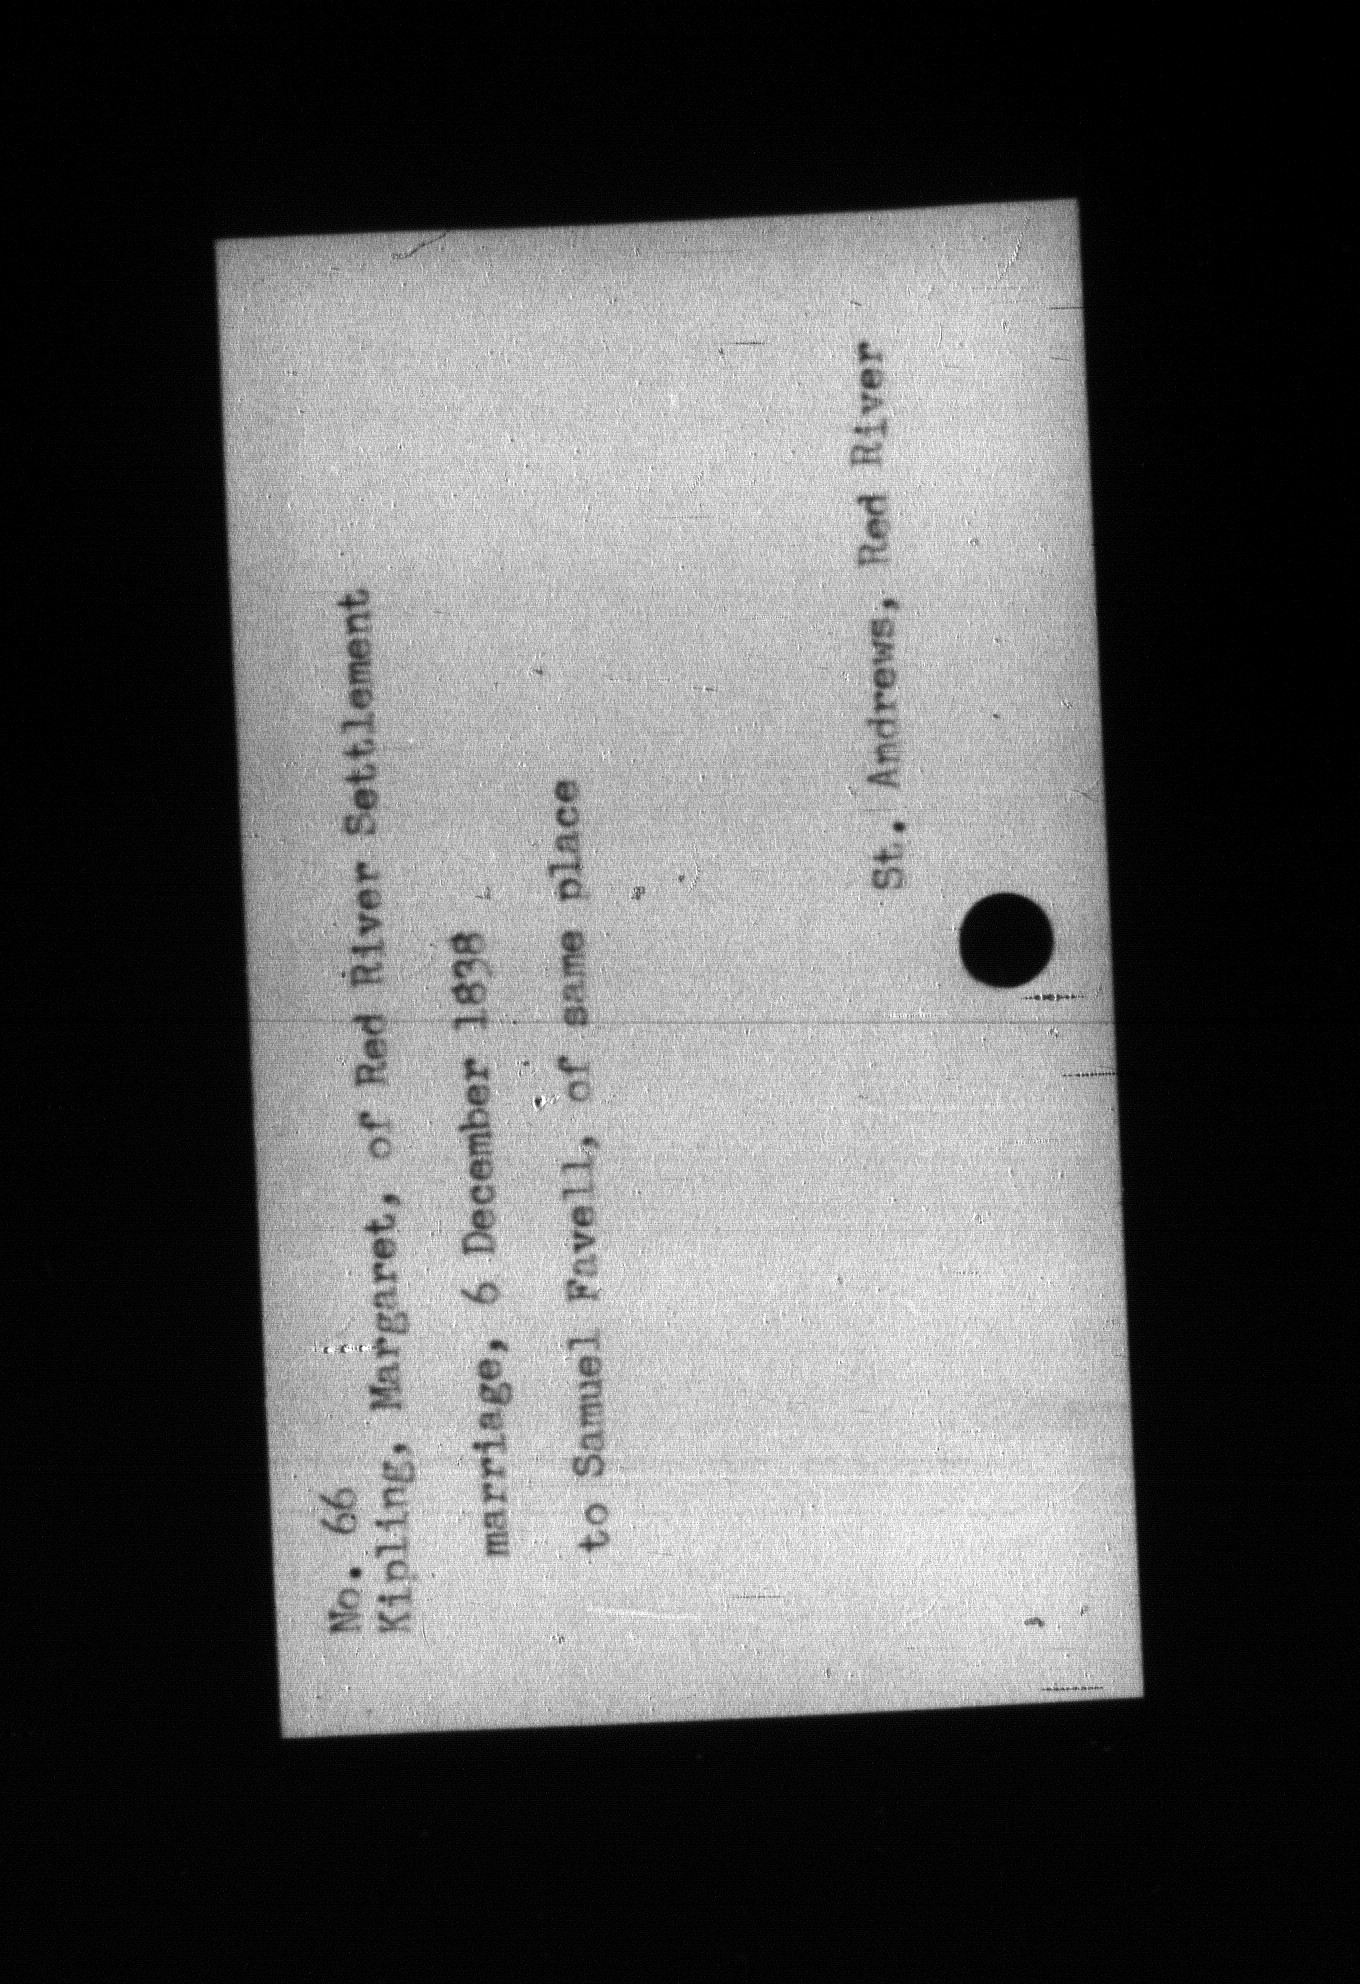 No. 66
Kipling, Margaret, of Red River Settlement
marriage, 6 December 1838
to Samuel Favell, of same place
St. Andrews, Red River